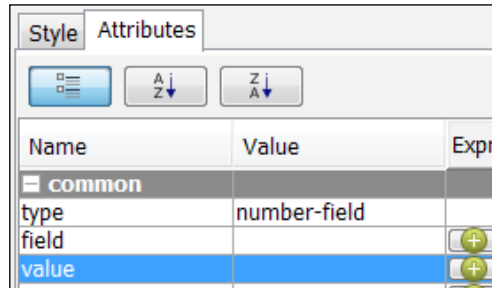 Style Attributes
A Z Z A
Name Value Expr
common
type number-field
field
value